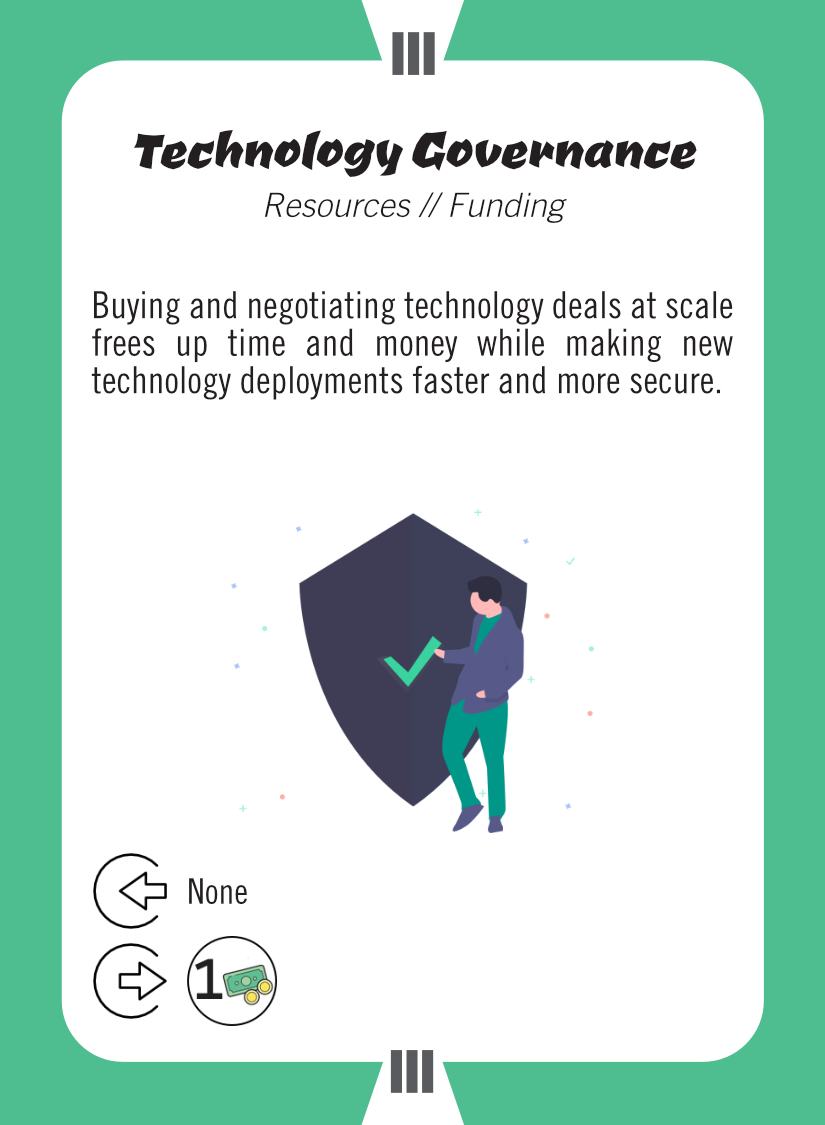 III
Technology Governance
Resources // Funding
Buying and negotiating technology deals at scale
frees up time and money while making new
technology deployments faster and more secure.
None
1
III